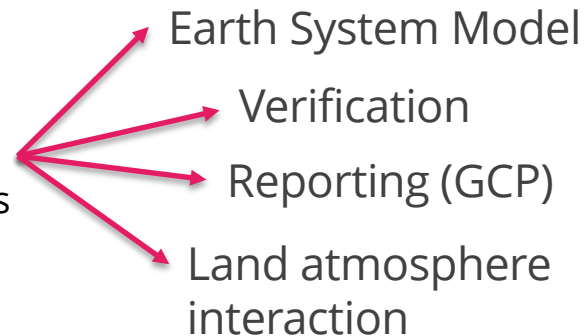 Earth System Model
Verification
Reporting (GCP)
s
Land atmosphere
interaction